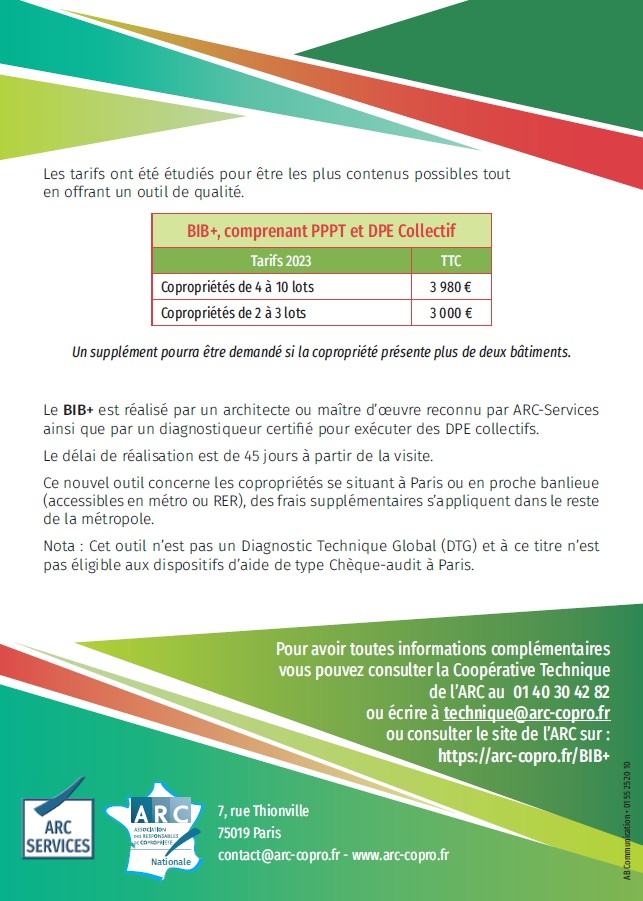 Les tarifs ont été étudiés pour être les plus contenus possibles tout
en offrant un outil de qualité.
BIB+, comprenant PPPT et DPE Collectif
Tarifs 2023 TTC
Copropriétés de 4 à 10 lots 3 980 €
Copropriétés de 2 à 3 lots 3 000 €
Un supplément pourra être demandé si la copropriété présente plus de deux bâtiments.
Le BIB+ est réalisé par un architecte ou maître d’œuvre reconnu par ARC-Services
ainsi que par un diagnostiqueur certifié pour exécuter des DPE collectifs.
Le délai de réalisation est de 45 jours à partir de la visite.
Ce nouvel outil concerne les copropriétés se situant à Paris ou en proche banlieue
(accessibles en métro ou RER), des frais supplémentaires s’appliquent dans le reste
de la métropole.
Nota : Cet outil n’est pas un Diagnostic Technique Global (DTG) et à ce titre n’est
pas éligible aux dispositifs d’aide de type Chèque-audit à Paris.
Pour avoir toutes informations complémentaires
vous pouvez consulter la Coopérative Technique
de l’ARC au 01 40 30 42 82
ou écrire à technique@arc-copro.fr
ou consulter le site de l’ARC sur :
https://arc-copro.fr/BIB+
ARC
SERVICES
ARC
ASSOCIATION
DES RESPONSABLES
DE COPROPRIÉTÉ
Nationale
7, rue Thionville
75019 Paris
contact@arc-copro.fr - www.arc-copro.fr
AB Communication • 01 55 25 20 10